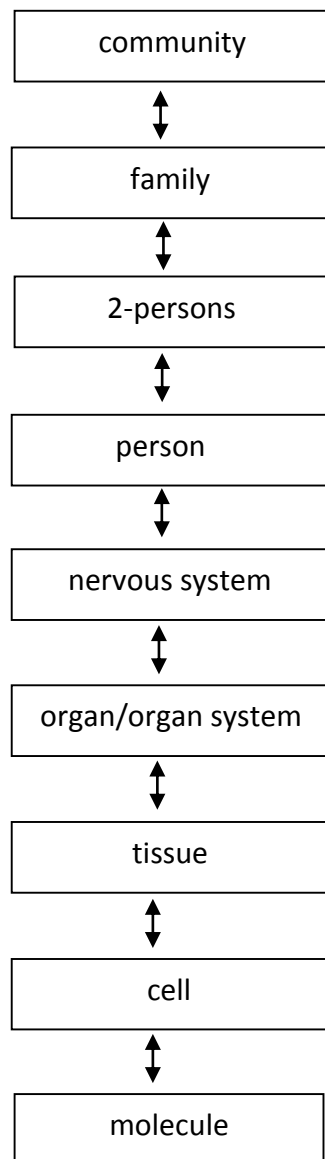 community
family
2-persons
person
nervous system
organ/organ system
tissue
cell
molecule